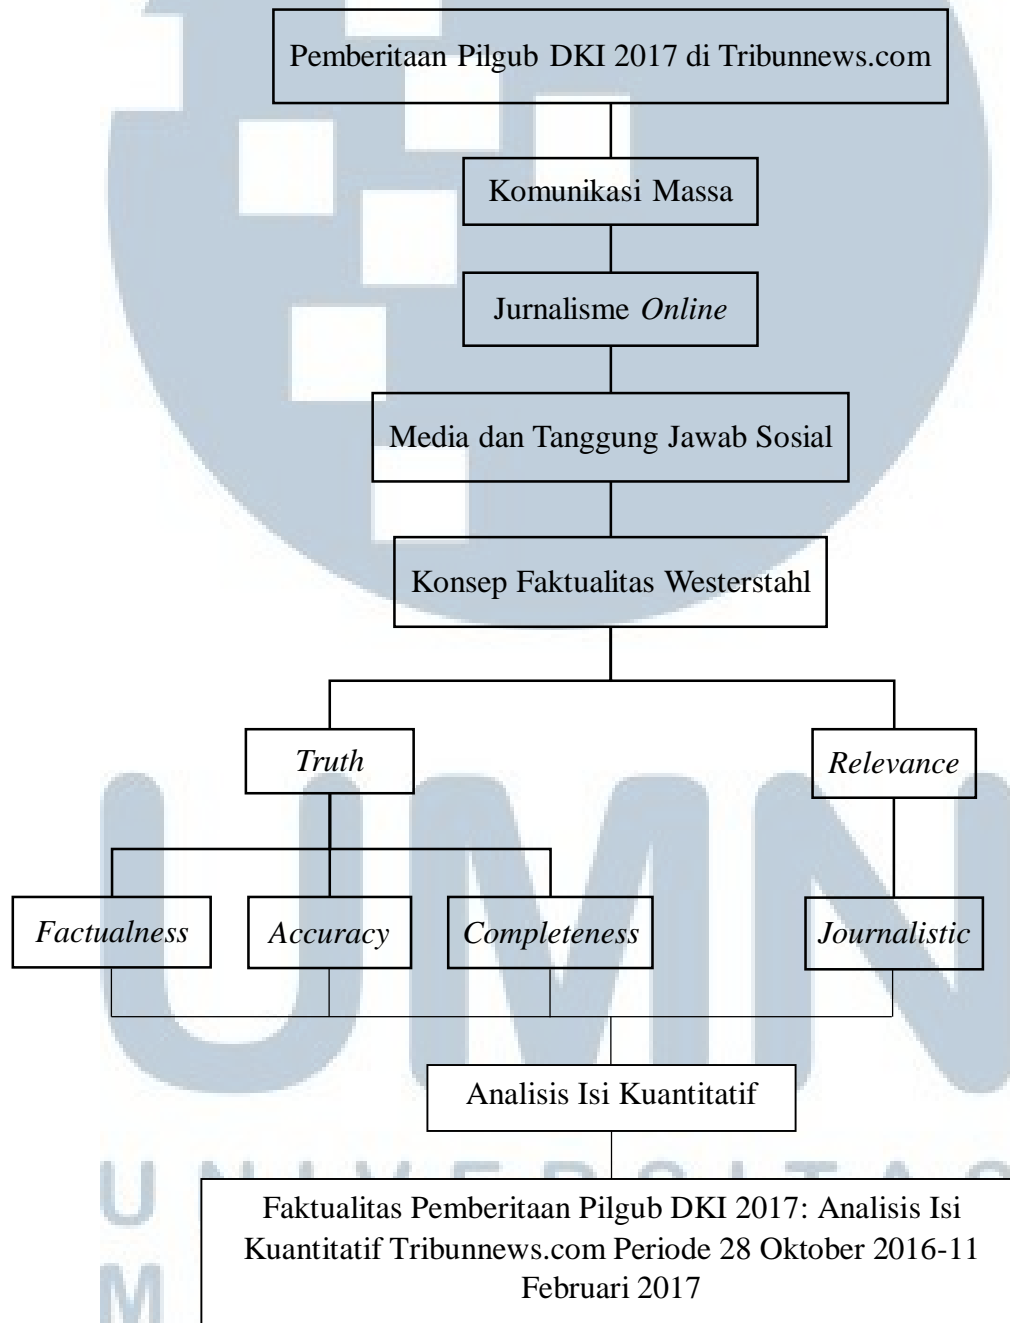 Pemberitaan Pilgub DKI 2017 di Tribunnews.com
Komunikasi Massa
Jurnalisme Online
Media dan Tanggung Jawab Sosial
Konsep Faktualitas Westerstahl
Truth
Relevance
Factualness
Accuracy
Completeness
Journalistic
UMN
Analisis Isi Kuantitatif
UNIVERSITAS
Faktualitas Pemberitaan Pilgub DKI 2017: Analisis Isi
Kuantitatif Tribunnews.com Periode 28 Oktober 2016-11
Februari 2017
M